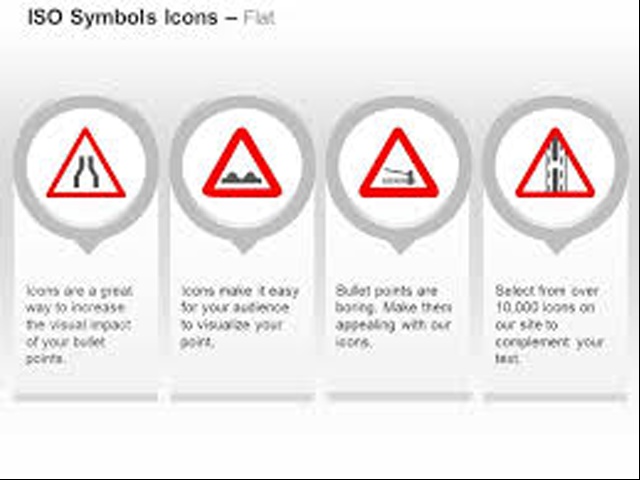 ISO Symbols Icons – Flat
Icons are a great
way to increase
the visual impact
of your bullet
points.
Icons make it easy
for your audience
to visualize your
point.
Bullet points are
boring. Make them
appealing with our
icons.
Select from over
10,000 icons on
our site to
complement your
text.